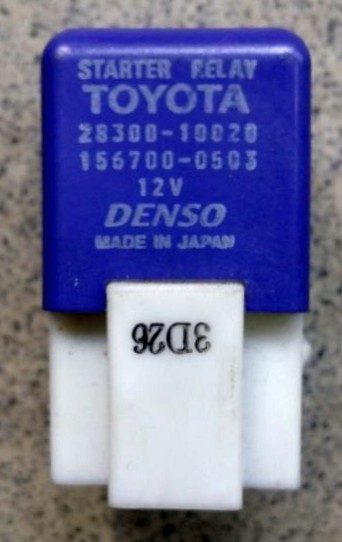 STARTER RELAY
TOYOTA
28300-10020
156700-0503
12V
DENSO
MADE IN JAPAN
3D26